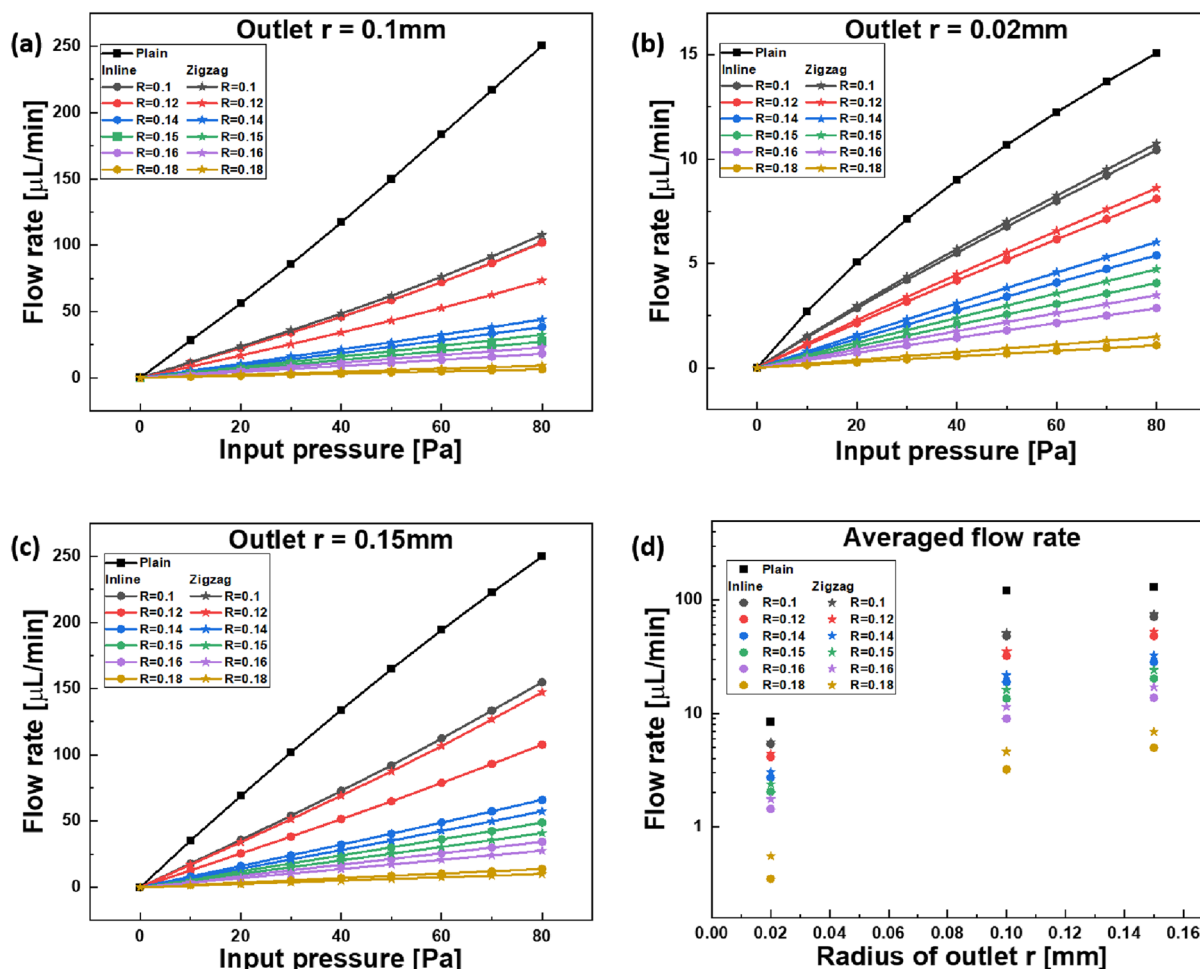 (a)
Outlet r = 0.1mm
Plain
Inline Zigzag
R=0.1 R=0.1
R=0.12 R=0.12
R=0.14 R=0.14
R=0.15 R=0.15
R=0.16 R=0.16
R=0.18 R=0.18
250
200
150
100
50
0
Flow rate [μL/min]
0 20 40 60 80
Input pressure [Pa]
(b)
Outlet r = 0.02mm
Plain
Inline Zigzag
R=0.1 R=0.1
R=0.12 R=0.12
R=0.14 R=0.14
R=0.15 R=0.15
R=0.16 R=0.16
R=0.18 R=0.18
15
10
5
0
Flow rate [μL/min]
0 20 40 60 80
Input pressure [Pa]
(c)
Outlet r = 0.15mm
Plain
Inline Zigzag
R=0.1 R=0.1
R=0.12 R=0.12
R=0.14 R=0.14
R=0.15 R=0.15
R=0.16 R=0.16
R=0.18 R=0.18
250
200
150
100
50
0
Flow rate [μL/min]
0 20 40 60 80
Input pressure [Pa]
(d)
Averaged flow rate
Plain
Inline Zigzag
R=0.1 R=0.1
R=0.12 R=0.12
R=0.14 R=0.14
R=0.15 R=0.15
R=0.16 R=0.16
R=0.18 R=0.18
100
10
1
Flow rate [μL/min]
0.00 0.02 0.04 0.06 0.08 0.10 0.12 0.14 0.16
Radius of outlet r [mm]